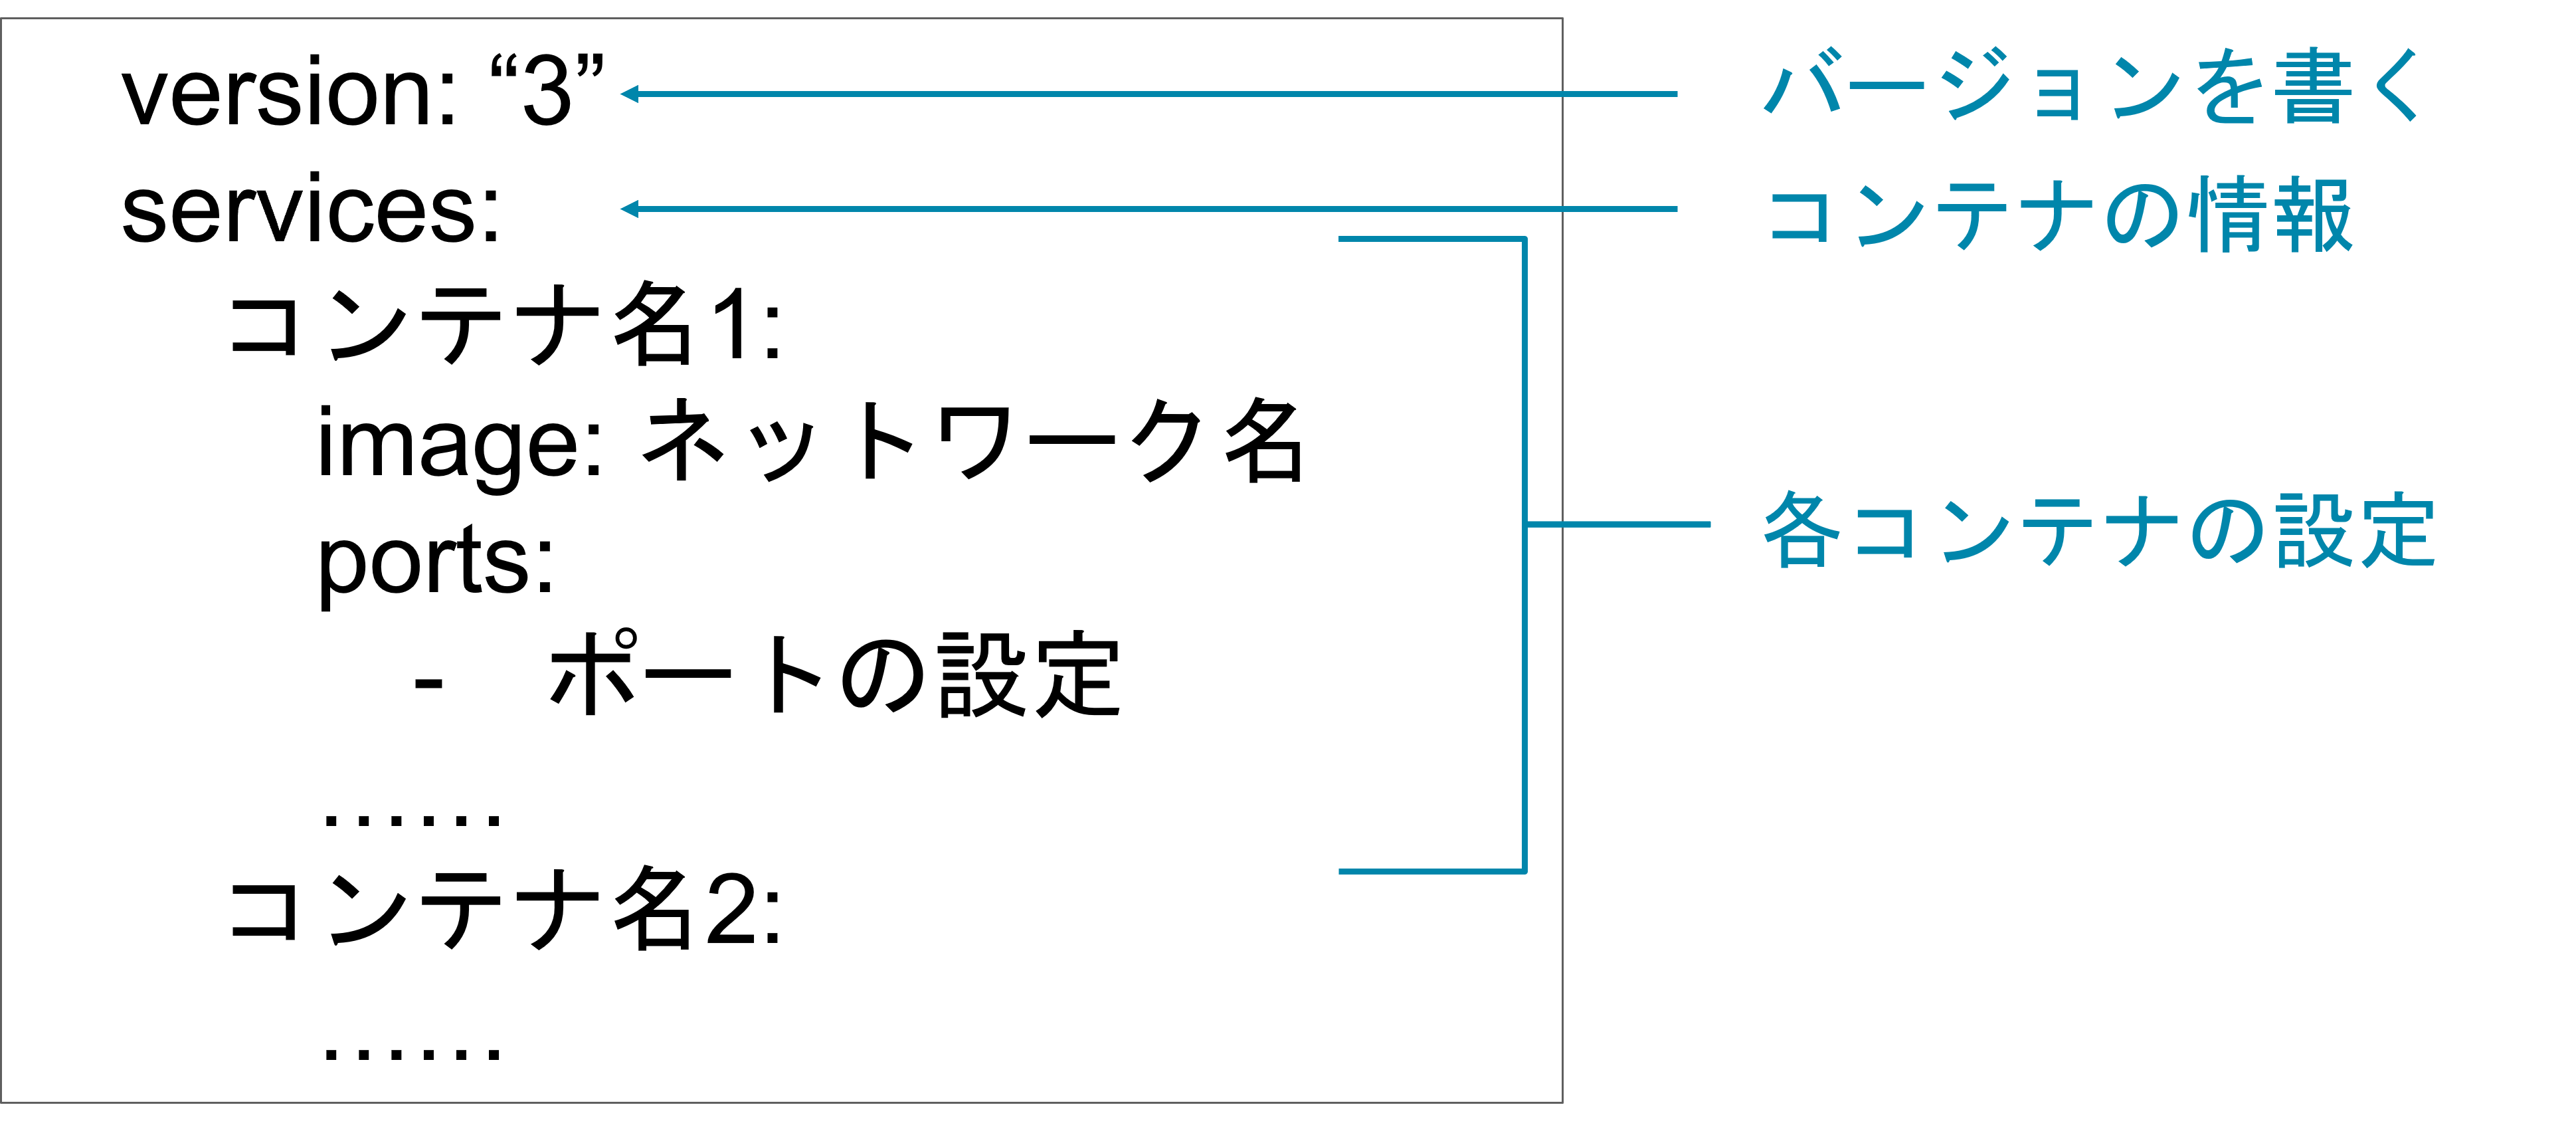 version: “3”
services:
コンテナ名1:
image: ネットワーク名
ports:
- ポートの設定
……
コンテナ名2:
……
バージョンを書く
コンテナの情報
各コンテナの設定